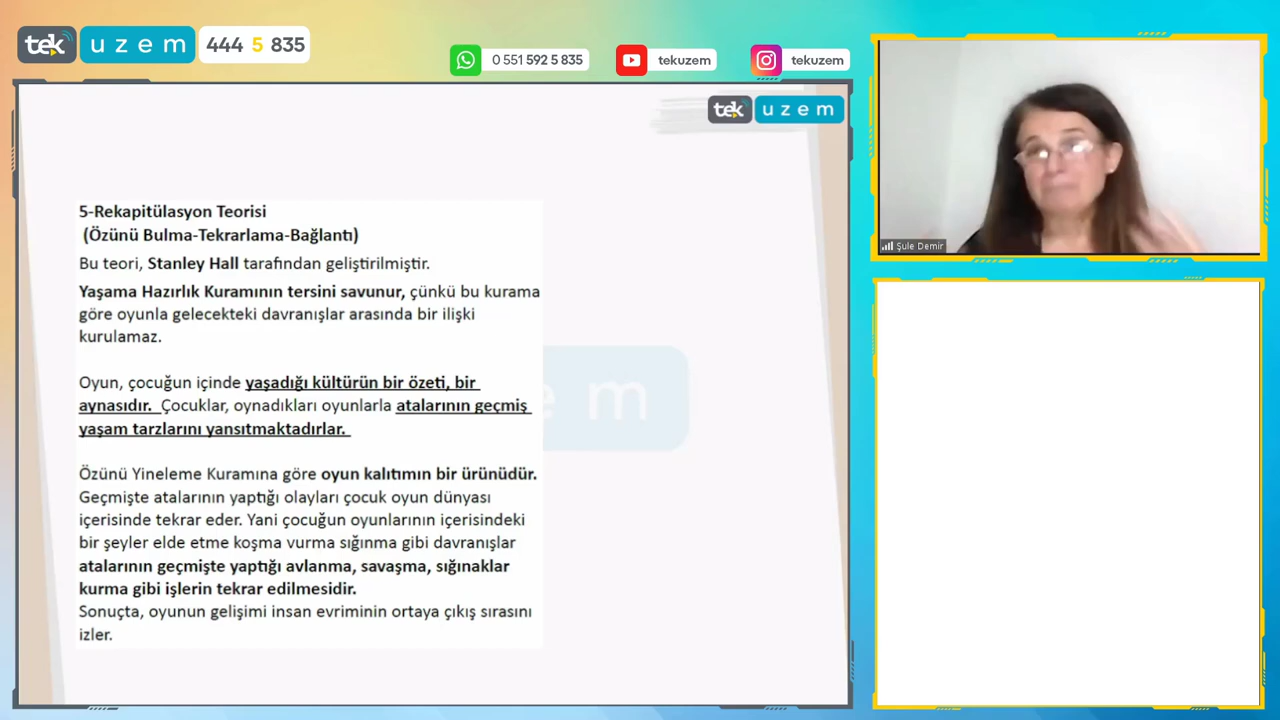 tek uzem 444 5 835
0 551 592 5 835
tekuzem
tekuzem
tek uzem
5-Rekapitülasyon Teorisi
(Özünü Bulma-Tekrarlama-Bağlantı)
Bu teori, Stanley Hall tarafından geliştirilmiştir.
Yaşama Hazırlık Kuramının tersini savunur, çünkü bu kurama
göre oyunla gelecekteki davranışlar arasında bir ilişki
kurulamaz.
Oyun, çocuğun içinde yaşadığı kültürün bir özeti, bir
aynasıdır. Çocuklar, oynadıkları oyunlarla atalarının geçmiş
yaşam tarzlarını yansıtmaktadırlar.
Özünü Yineleme Kuramına göre oyun kalıtımın bir ürünüdür.
Geçmişte atalarının yaptığı olayları çocuk oyun dünyası
içerisinde tekrar eder. Yani çocuğun oyunlarının içerisindeki
bir şeyler elde etme koşma vurma sığınma gibi davranışlar
atalarının geçmişte yaptığı avlanma, savaşma, sığınaklar
kurma gibi işlerin tekrar edilmesidir.
Sonuçta, oyunun gelişimi insan evriminin ortaya çıkış sırasını
izler.
e m
Şule Demir